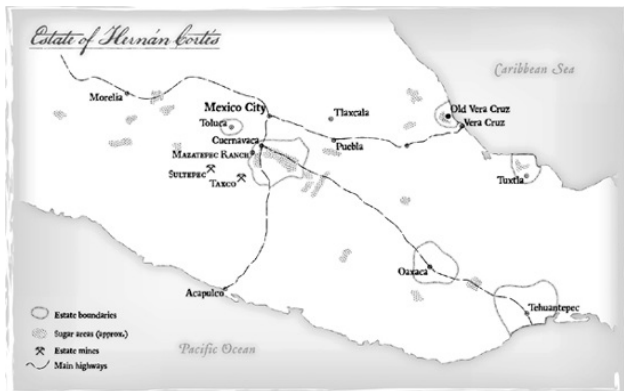 Estate of Hernán Cortés
Caribbean Sea
Morelia
Mexico City
Tlaxcala
Old Vera Cruz
Vera Cruz
Toluca
Cuernavaca
Puebla
Mazatepec Ranch
Sultepec
Taxco
Tuxtla
Oaxaca
Acapulco
Tehuantepec
Estate boundaries
Sugar areas (approx.)
Estate mines
Main highways
Pacific Ocean